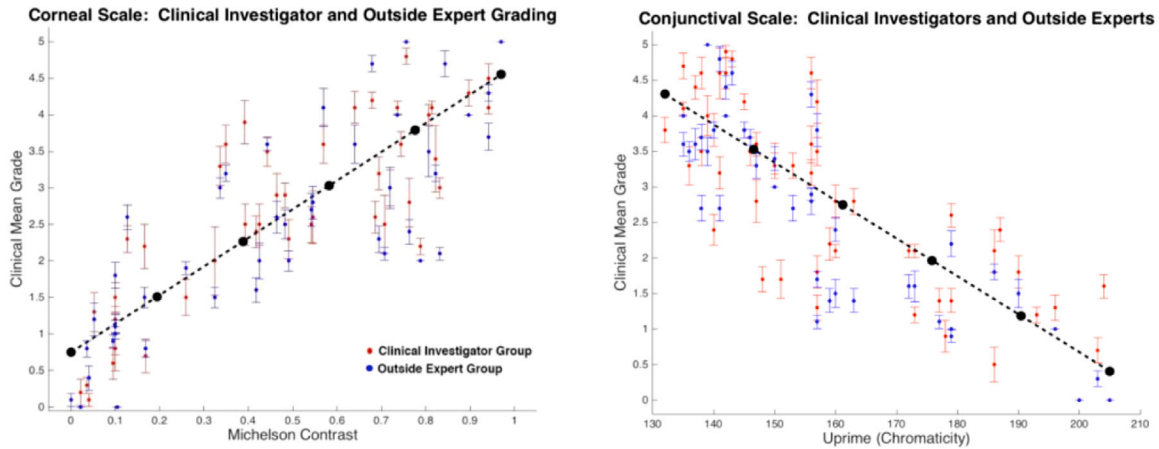 Corneal Scale: Clinical Investigator and Outside Expert Grading
Clinical Mean Grade
5
4.5
4
3.5
3
2.5
2
1.5
1
0.5
0
Clinical Investigator Group
Outside Expert Group
0 0.1 0.2 0.3 0.4 0.5 0.6 0.7 0.8 0.9 1
Michelson Contrast
Conjunctival Scale: Clinical Investigators and Outside Experts
Clinical Mean Grade
5
4.5
4
3.5
3
2.5
2
1.5
1
0.5
0
130 140 150 160 170 180 190 200 210
Uprime (Chromaticity)